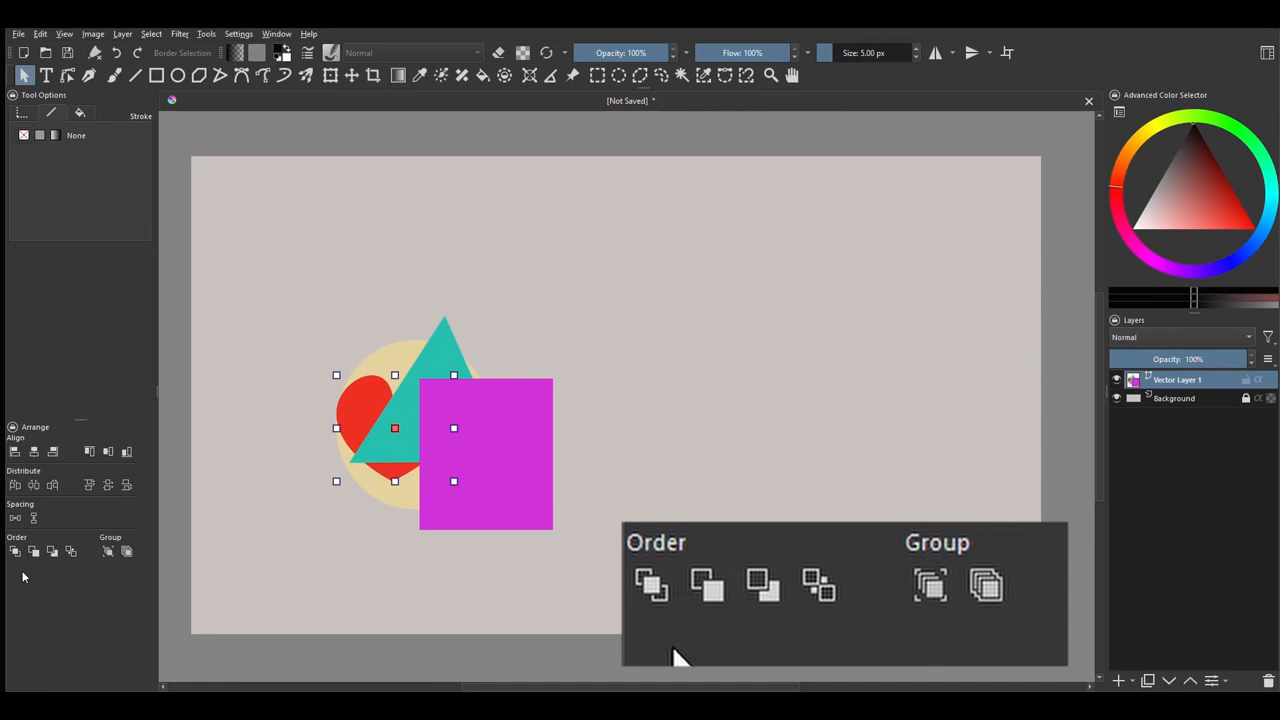 File Edit View Image Layer Select Filter Tools Settings Window Help
Border Selection Normal Opacity: 100% Flow: 100% Size: 5.00 px
Tool Options
[Not Saved] *
Advanced Color Selector
Stroke
None
Layers
Normal
Opacity: 100%
Vector Layer 1
Background
Arrange
Align
Distribute
Spacing
Order Group
Order Group